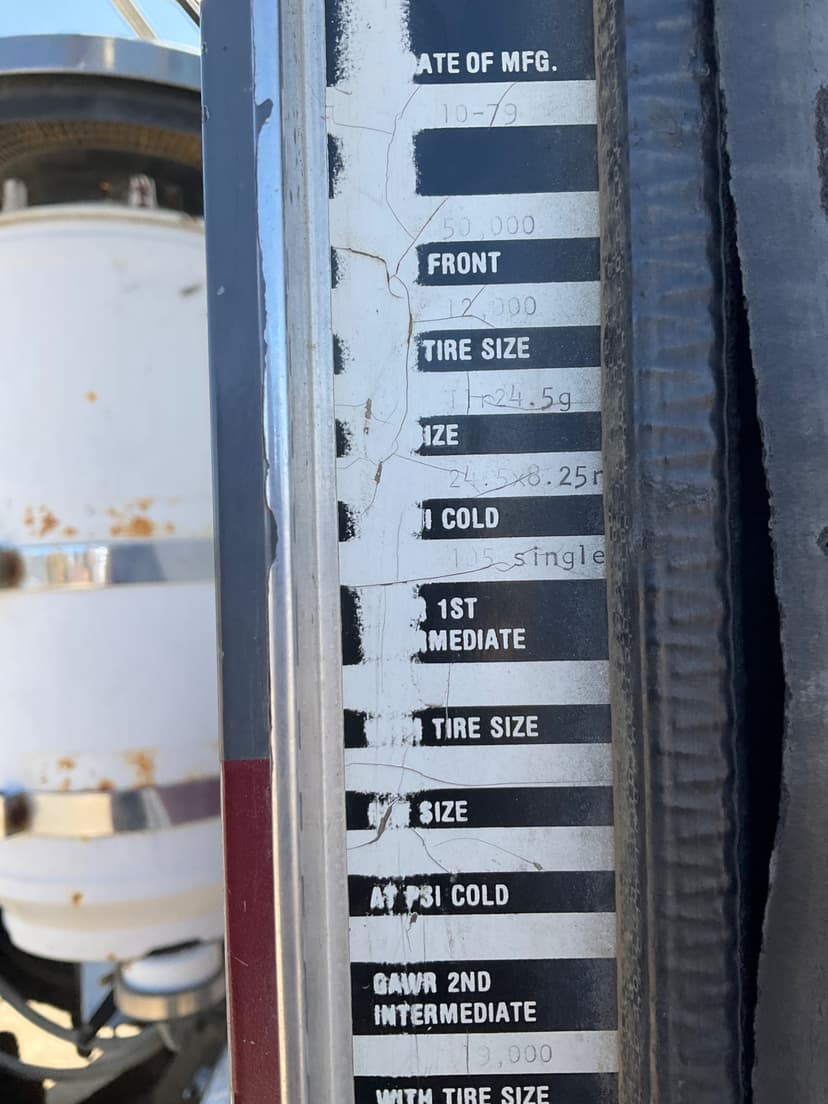 ATE OF MFG.
10-79
50,000
FRONT
12,000
TIRE SIZE
24.5g
IZE
24.5x8.25r
I COLD
105 single
1ST
MEDIATE
TIRE SIZE
SIZE
AT PSI COLD
GAWR 2ND
INTERMEDIATE
19,000
WITH TIRE SIZE